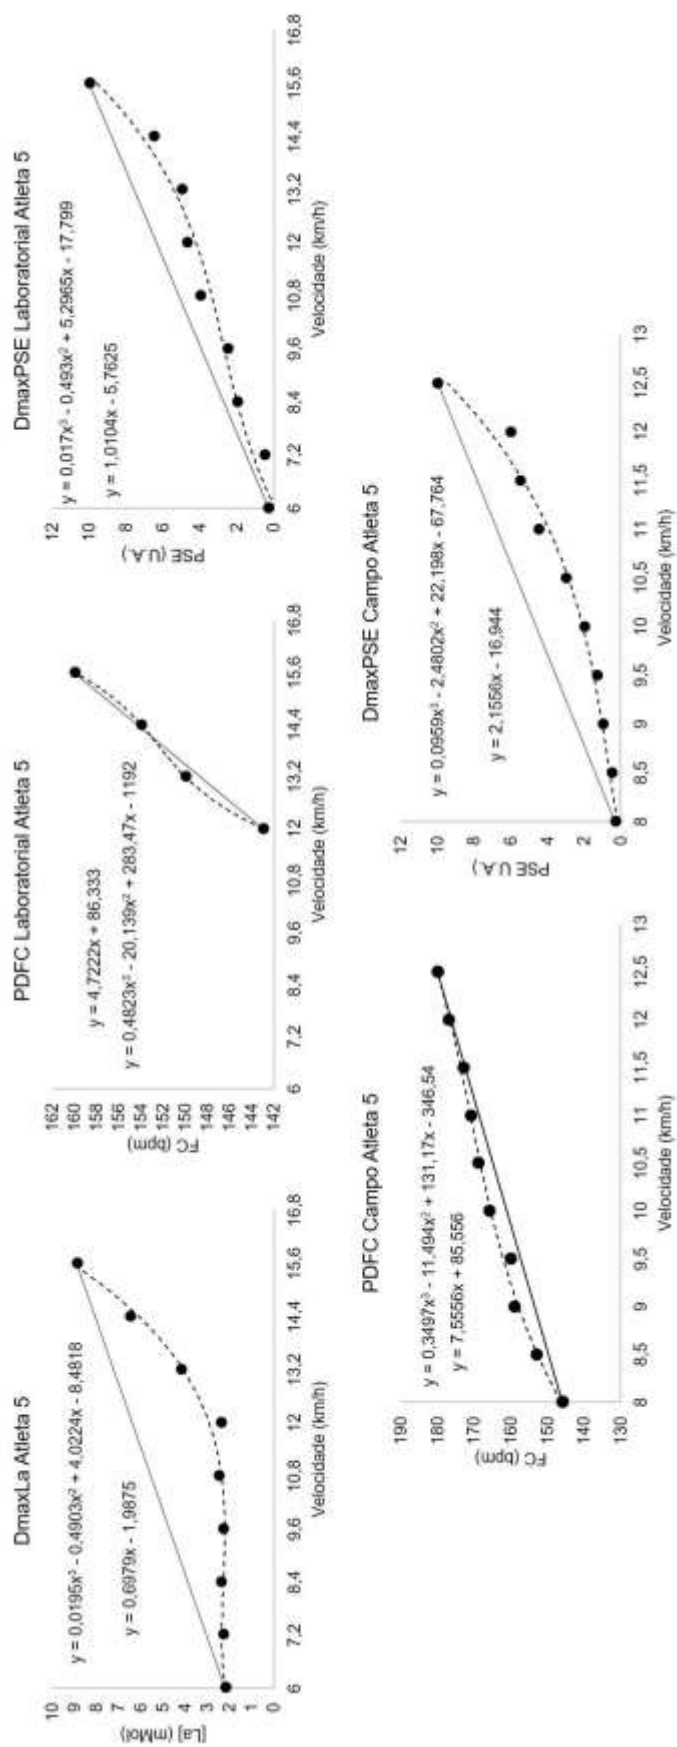 DmaxLa Atleta 5
y = 0,0195x³ - 0,4903x² + 4,0224x - 8,4818
y = 0,6979x - 1,9875
[La] (mMol)
10
9
8
7
6
5
4
3
2
1
0
6 7,2 8,4 9,6 10,8 12 13,2 14,4 15,6 16,8
Velocidade (km/h)
PDFC Laboratorial Atleta 5
y = 4,7222x + 86,333
y = 0,4823x³ - 20,139x² + 283,47x - 1192
FC (bpm)
162
160
158
156
154
152
150
148
146
144
142
6 7,2 8,4 9,6 10,8 12 13,2 14,4 15,6 16,8
Velocidade (km/h)
DmaxPSE Laboratorial Atleta 5
y = 0,017x³ - 0,493x² + 5,2965x - 17,799
y = 1,0104x - 5,7625
PSE (U.A.)
12
10
8
6
4
2
0
6 7,2 8,4 9,6 10,8 12 13,2 14,4 15,6 16,8
Velocidade (km/h)
PDFC Campo Atleta 5
y = 0,3497x³ - 11,494x² + 131,17x - 346,54
y = 7,5556x + 85,556
FC (bpm)
190
180
170
160
150
140
130
8 8,5 9 9,5 10 10,5 11 11,5 12 12,5 13
Velocidade (km/h)
DmaxPSE Campo Atleta 5
y = 0,0959x³ - 2,4802x² + 22,198x - 67,764
y = 2,1556x - 16,944
PSE U.A.)
12
10
8
6
4
2
0
8 8,5 9 9,5 10 10,5 11 11,5 12 12,5 13
Velocidade (km/h)